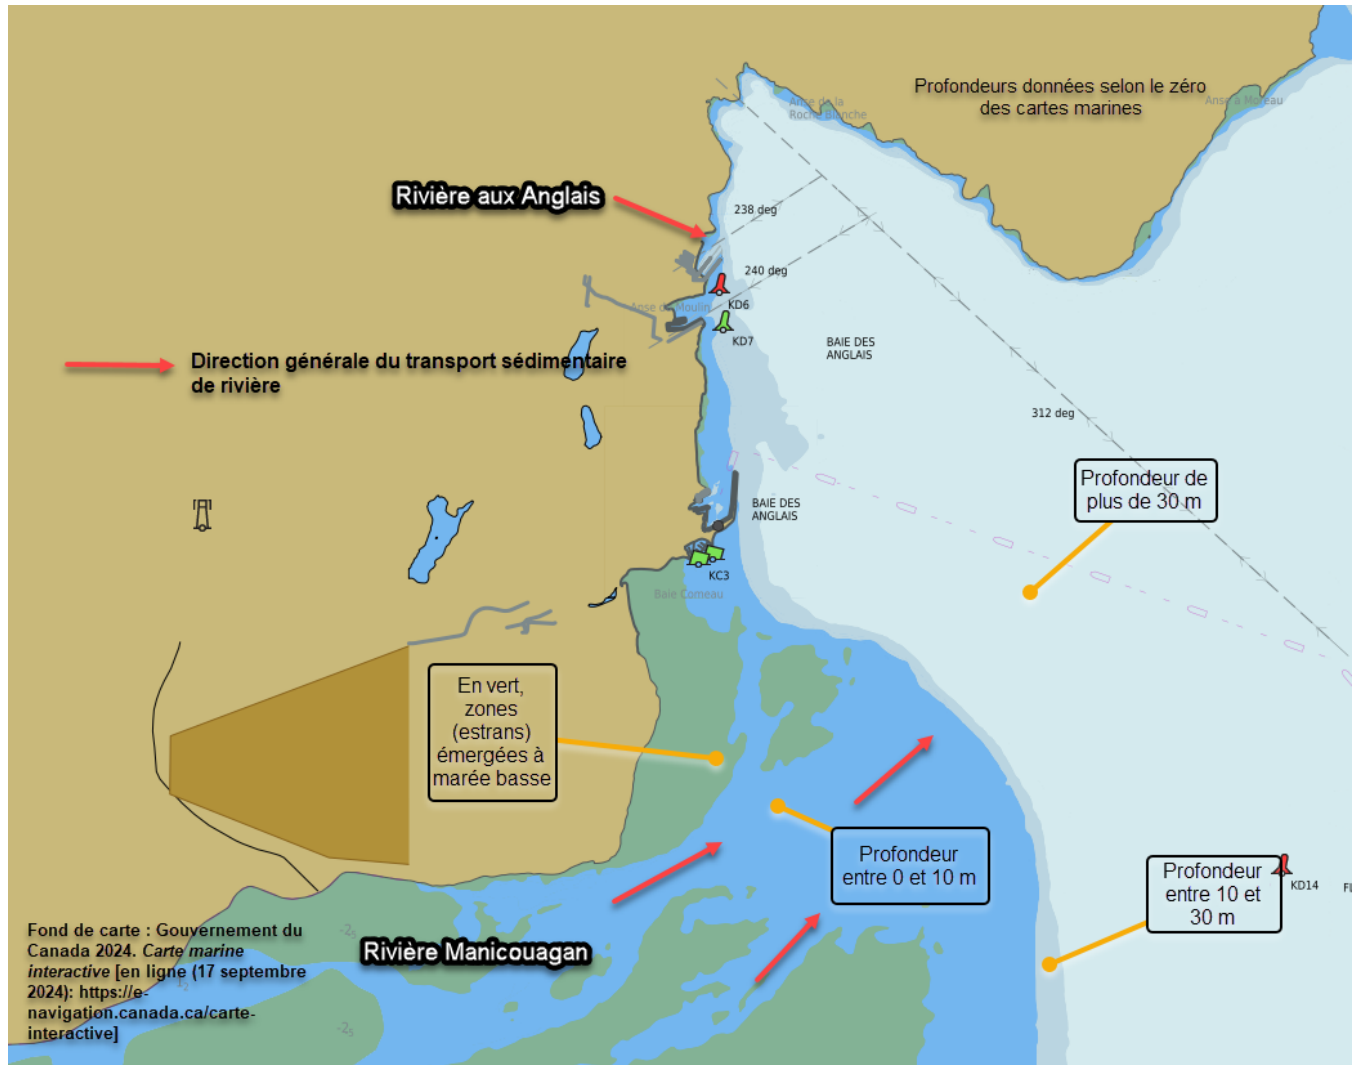 Profondeurs données selon le zéro
des cartes marines
Anse de la
Roche Blanche
Anse à Moreau
Rivière aux Anglais
238 deg
240 deg
Anse du Moulin
KD6
KD7
BAIE DES
ANGLAIS
Direction générale du transport sédimentaire
de rivière
312 deg
Profondeur de
plus de 30 m
BAIE DES
ANGLAIS
KC3
Baie Comeau
En vert,
zones
(estrans)
émergées à
marée basse
Profondeur
entre 0 et 10 m
Profondeur
entre 10 et
30 m
KD14
Fond de carte : Gouvernement du
Canada 2024. Carte marine
interactive [en ligne (17 septembre
2024): https://e-
navigation.canada.ca/carte-
interactive]
Rivière Manicouagan
-2₅
-2₅